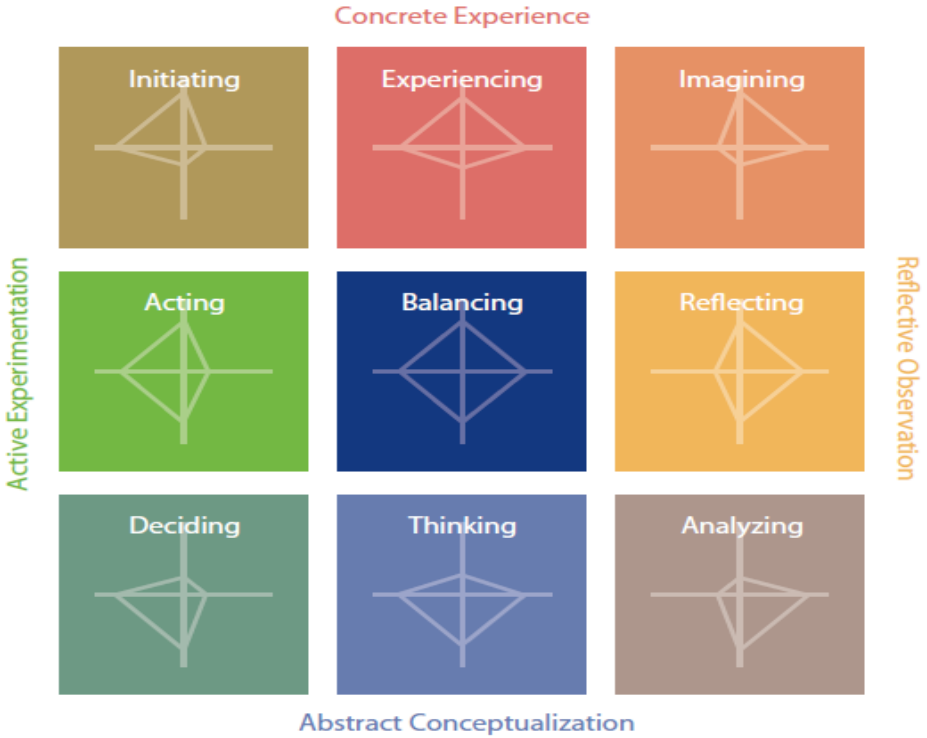 Concrete Experience
Initiating
Experiencing
Imagining
Active Experimentation
Acting
Balancing
Reflecting
Reflective Observation
Deciding
Thinking
Analyzing
Abstract Conceptualization